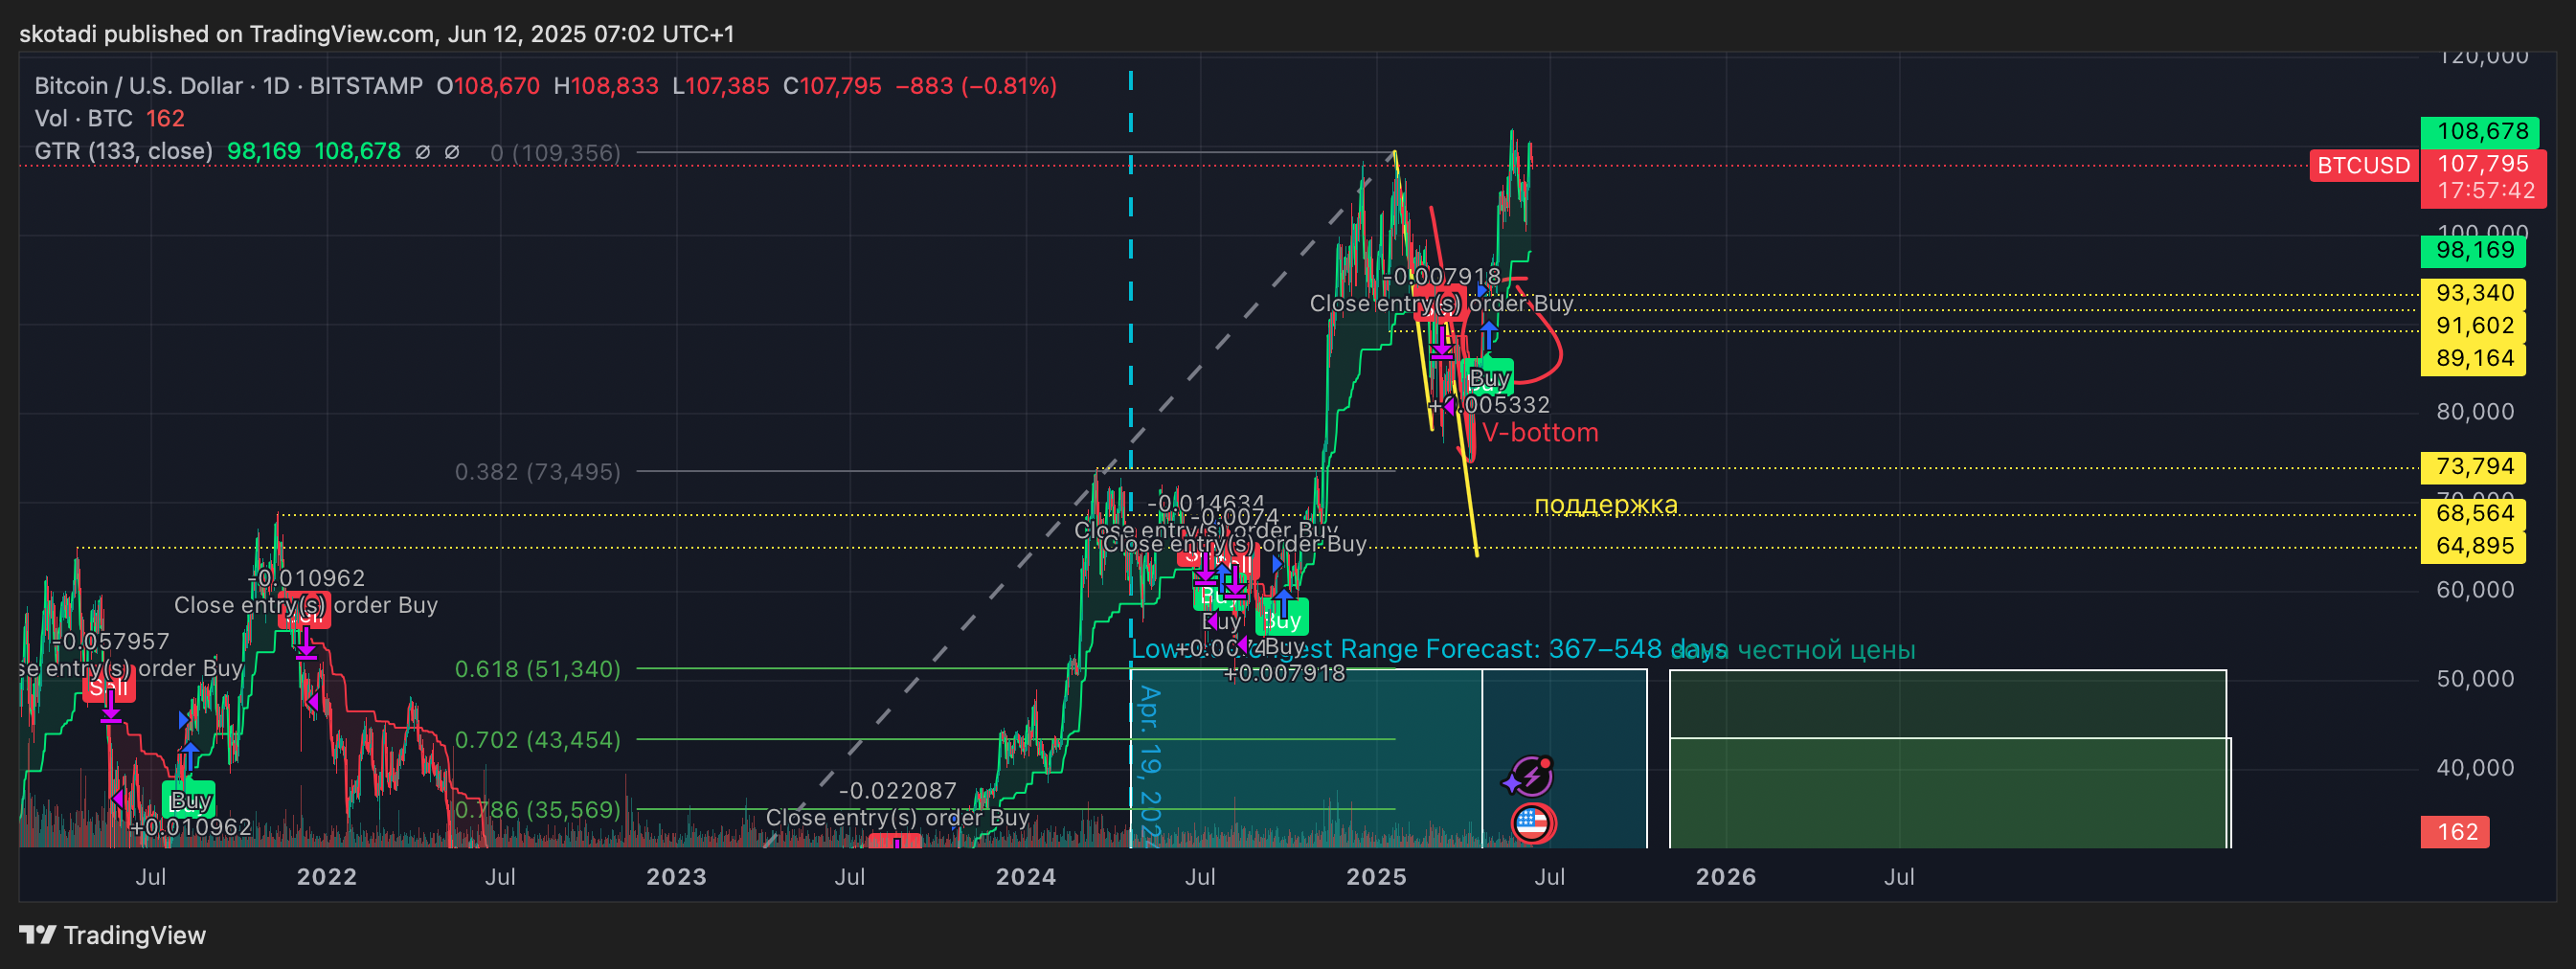 skotadi published on TradingView.com, Jun 12, 2025 07:02 UTC+1
Bitcoin / U.S. Dollar · 1D · BITSTAMP O108,670 H108,833 L107,385 C107,795 −883 (−0.81%)
Vol · BTC 162
GTR (133, close) 98,169 108,678 ∅ ∅
0 (109,356)
120,000
108,678
BTCUSD 107,795
17:57:42
100,000
98,169
93,340
91,602
89,164
80,000
73,794
70,000
68,564
64,895
60,000
50,000
40,000
162
-0.007918
Close entry(s) order Buy
Buy
+0.005332
V-bottom
0.382 (73,495)
поддержка
-0.014634
-0.0074
Close entry(s) order Buy
Close entry(s) order Buy
Buy
Buy
Buy
Buy
+0.007918
-0.010962
Close entry(s) order Buy
-0.057957
se entry(s) order Buy
Sell
Buy
+0.010962
0.618 (51,340)
0.702 (43,454)
0.786 (35,569)
-0.022087
Close entry(s) order Buy
Range Forecast: 367–548 days
честной цены
Apr. 19, 202
Jul
2022
Jul
2023
Jul
2024
Jul
2025
Jul
2026
Jul
TradingView